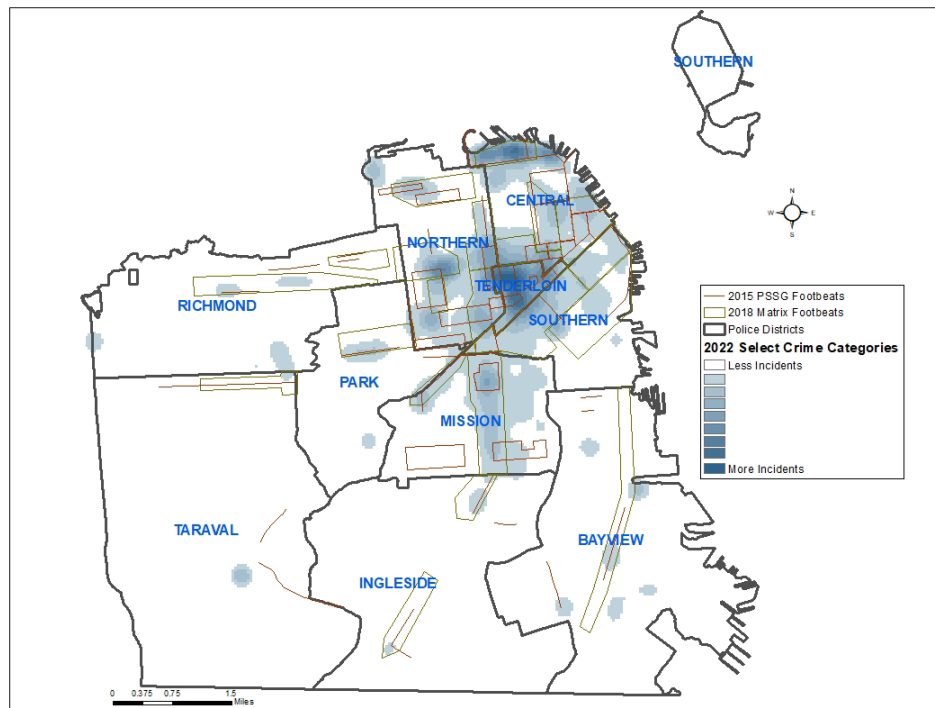 SOUTHERN
CENTRAL
N
W E
S
NORTHERN
TENDERLOIN
RICHMOND
SOUTHERN
2015 PSSG Footbeats
2018 Matrix Footbeats
Police Districts
2022 Select Crime Categories
Less Incidents
More Incidents
PARK
MISSION
TARAVAL
BAYVIEW
INGLESIDE
0 0.375 0.75 1.5
Miles